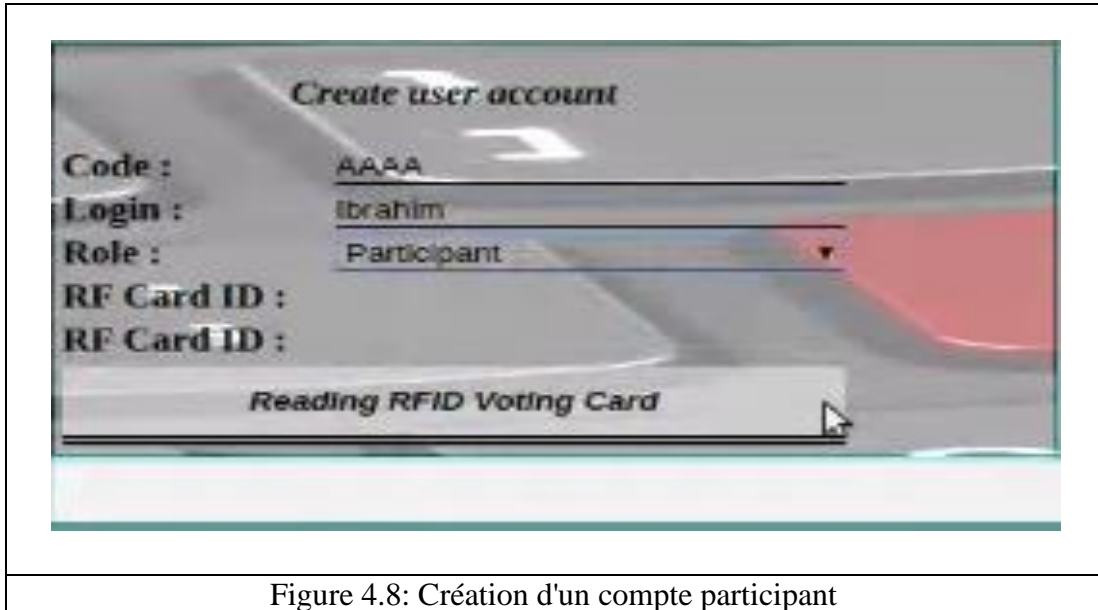 Create user account
Code : AAAA
Login : Ibrahim
Role : Participant
RF Card ID :
RF Card ID :
Reading RFID Voting Card
Figure 4.8: Création d'un compte participant